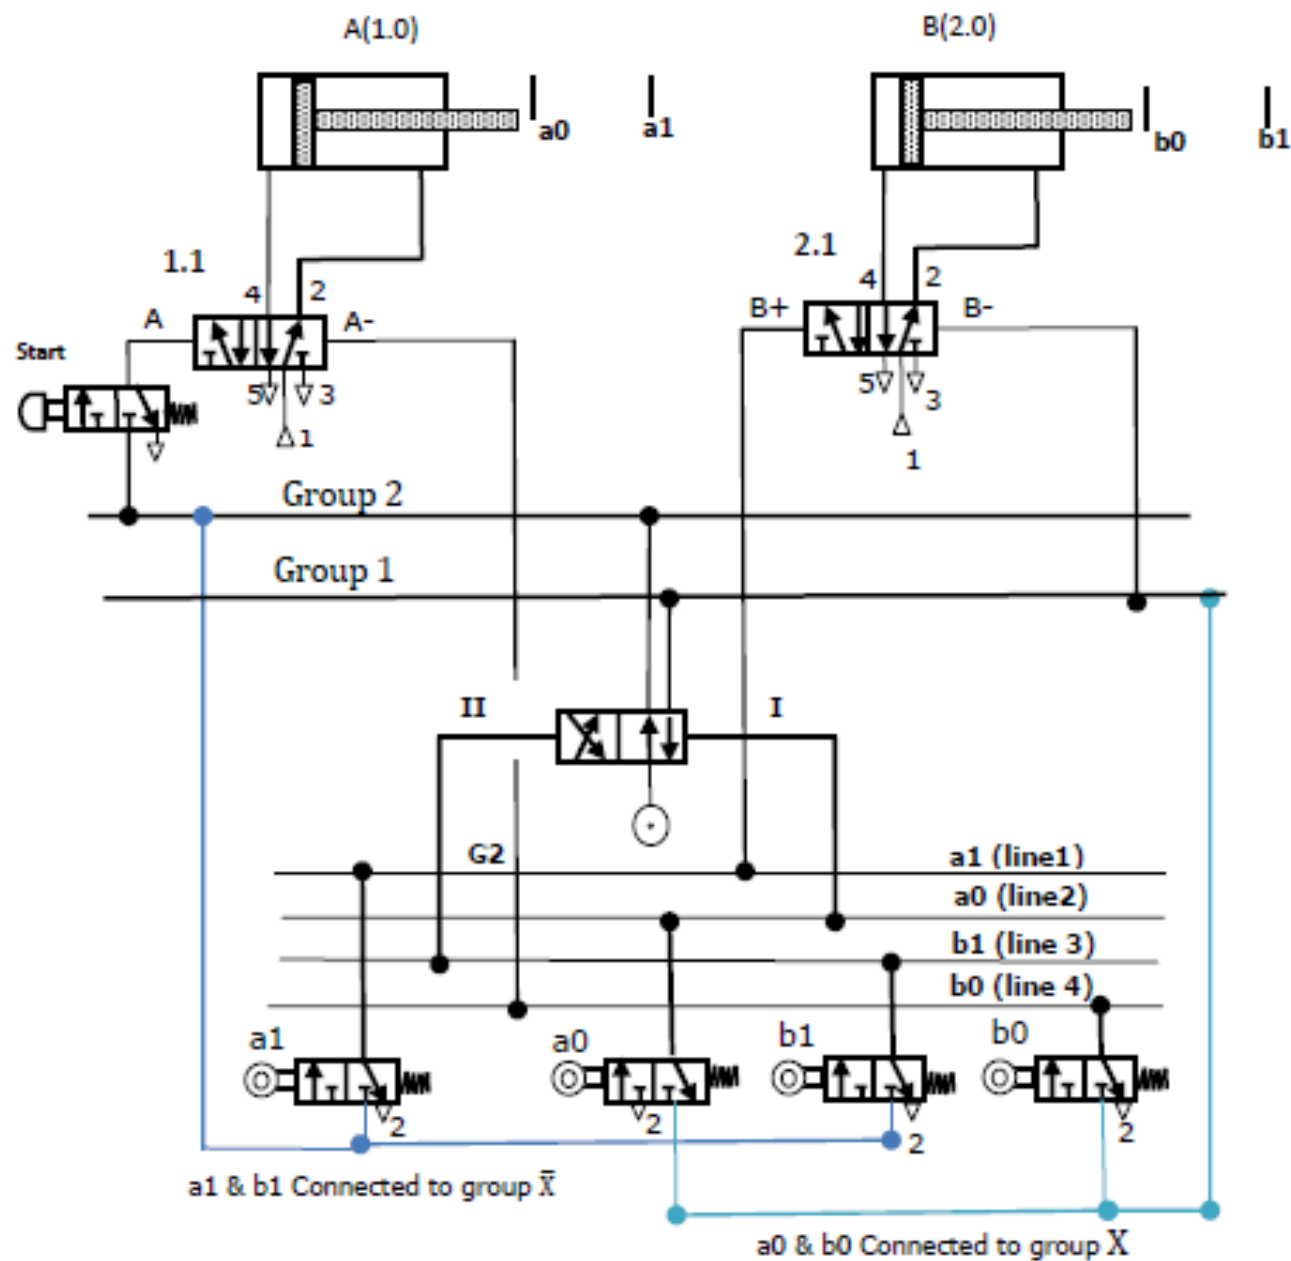 A(1.0)
B(2.0)
a0
a1
b0
b1
1.1
2.1
4
2
4
2
A
A-
B+
B-
Start
5
3
1
5
3
1
Group 2
Group 1
II
I
G2
a1 (line1)
a0 (line2)
b1 (line 3)
b0 (line 4)
a1
a0
b1
b0
2
2
2
2
a1 & b1 Connected to group X̄
a0 & b0 Connected to group X